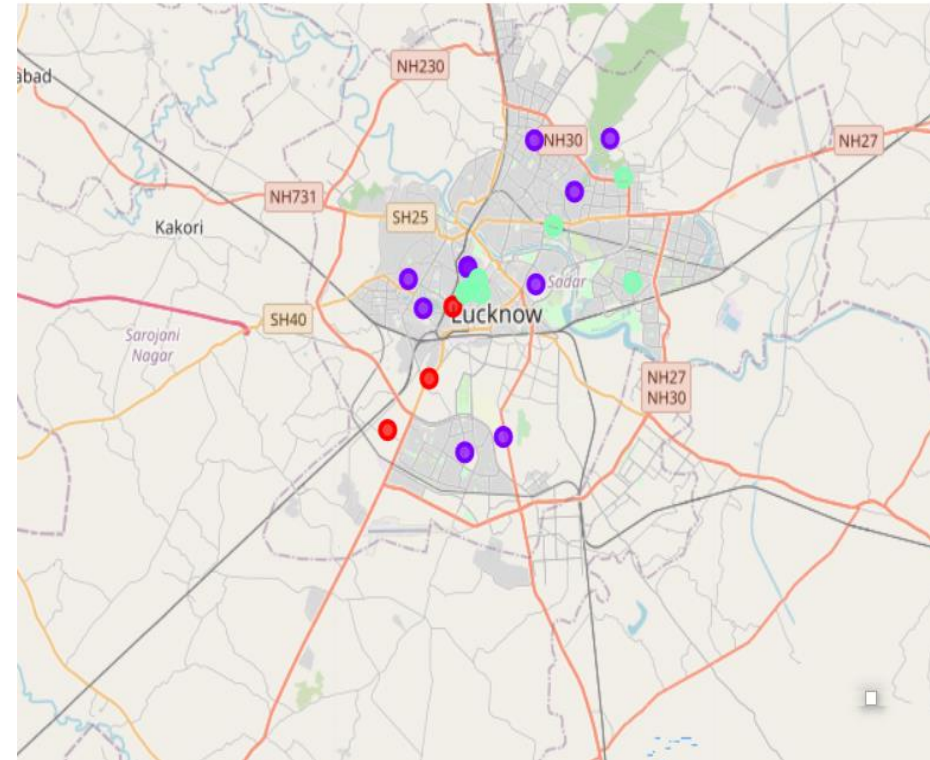 NH230
abad
NH30
NH27
NH731
SH25
Kakori
Sadar
Lucknow
SH40
Sarojani
Nagar
NH27
NH30